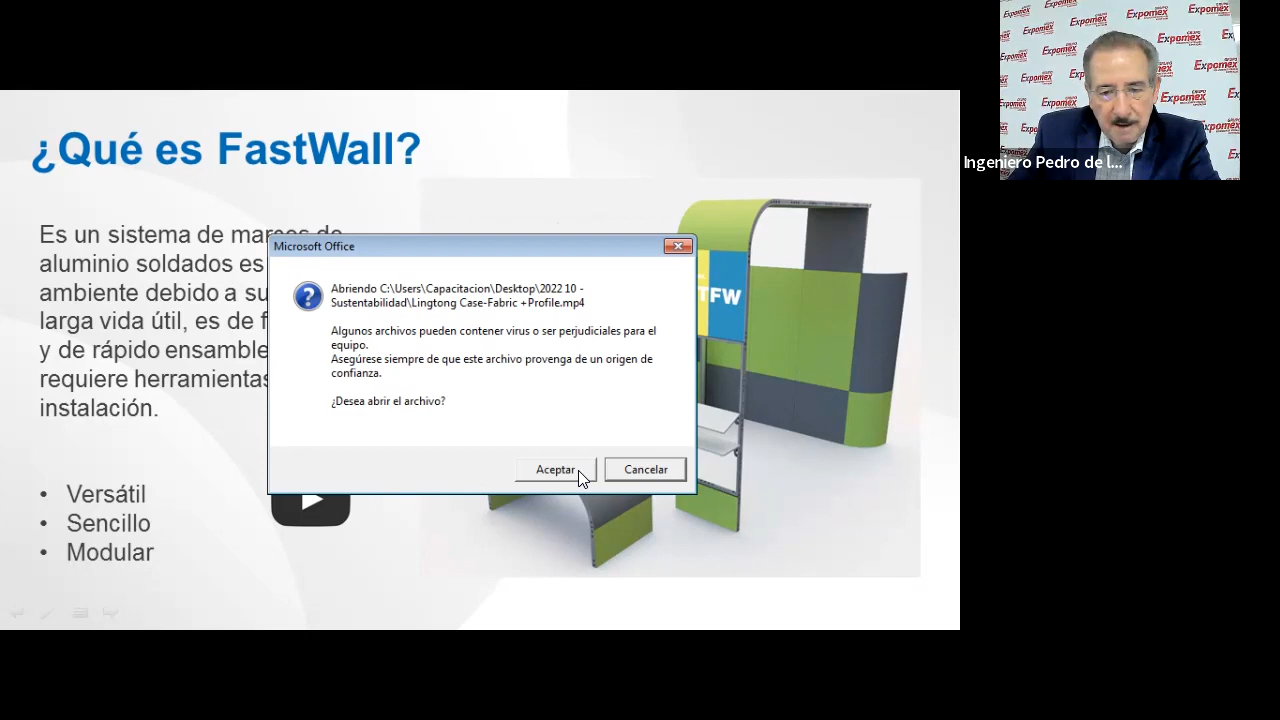 ¿Qué es FastWall?
Es un sistema de marcos de
aluminio soldados es
ambiente debido a su
larga vida útil, es de f
y de rápido ensamble
requiere herramientas
instalación.
• Versátil
• Sencillo
• Modular
Microsoft Office
Abriendo C:\Users\Capacitacion\Desktop\2022 10 -
Sustentabilidad\Lingtong Case-Fabric +Profile.mp4
Algunos archivos pueden contener virus o ser perjudiciales para el
equipo.
Asegúrese siempre de que este archivo provenga de un origen de
confianza.
¿Desea abrir el archivo?
Aceptar
Cancelar
TFW
GRUPO
Expomex
Ingeniero Pedro de l...